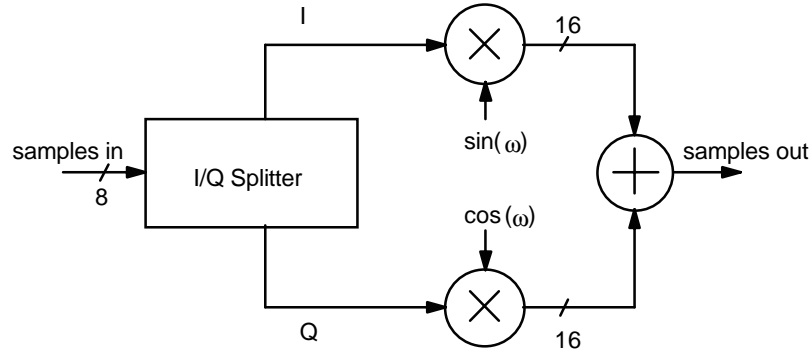 I
16
sin(ω)
samples in
8
I/Q Splitter
samples out
cos(ω)
Q
16